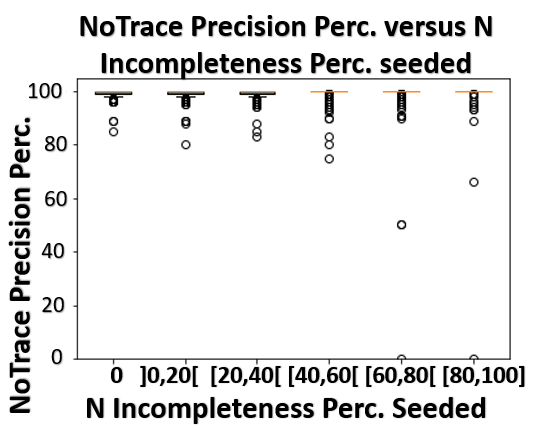 NoTrace Precision Perc. versus N
Incompleteness Perc. seeded
NoTrace Precision Perc.
100
80
60
40
20
0
0 ]0,20[ [20,40[ [40,60[ [60,80[ [80,100]
N Incompleteness Perc. Seeded